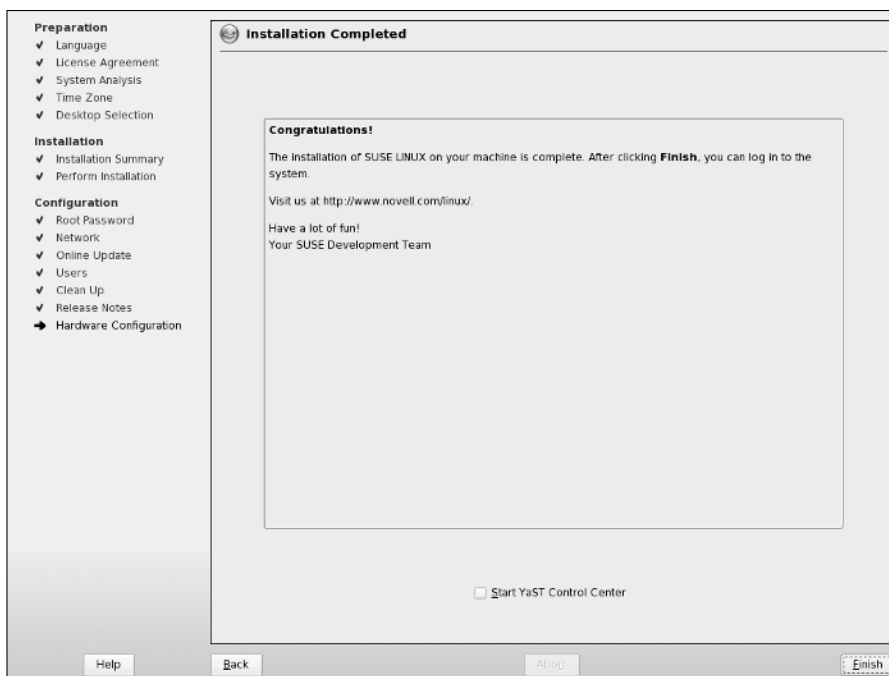 Preparation
Language
License Agreement
System Analysis
Time Zone
Desktop Selection
Installation
Installation Summary
Perform Installation
Configuration
Root Password
Network
Online Update
Users
Clean Up
Release Notes
Hardware Configuration
Installation Completed
Congratulations!
The installation of SUSE LINUX on your machine is complete. After clicking Finish, you can log in to the
system.
Visit us at http://www.novell.com/linux/.
Have a lot of fun!
Your SUSE Development Team
Start YaST Control Center
Help
Back
Abort
Finish